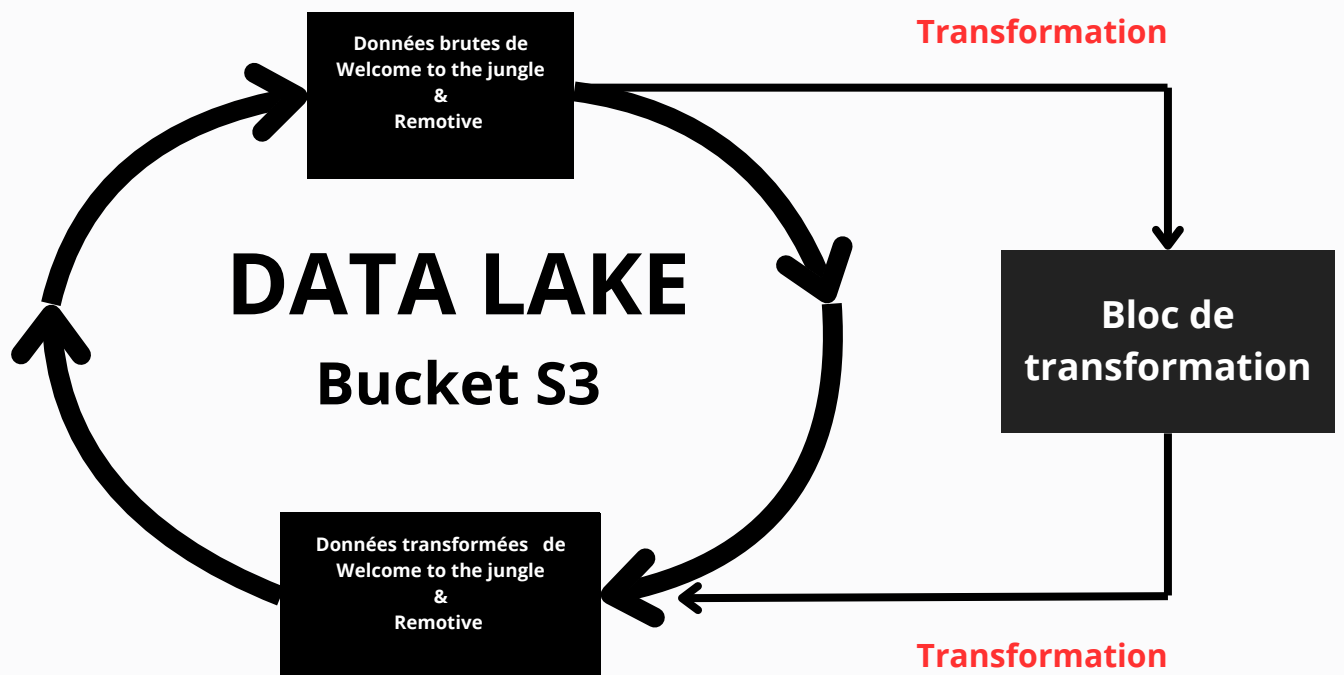 Données brutes de
Welcome to the jungle
&
Remotive
Transformation
DATA LAKE
Bucket S3
Bloc de
transformation
Données transformées de
Welcome to the jungle
&
Remotive
Transformation